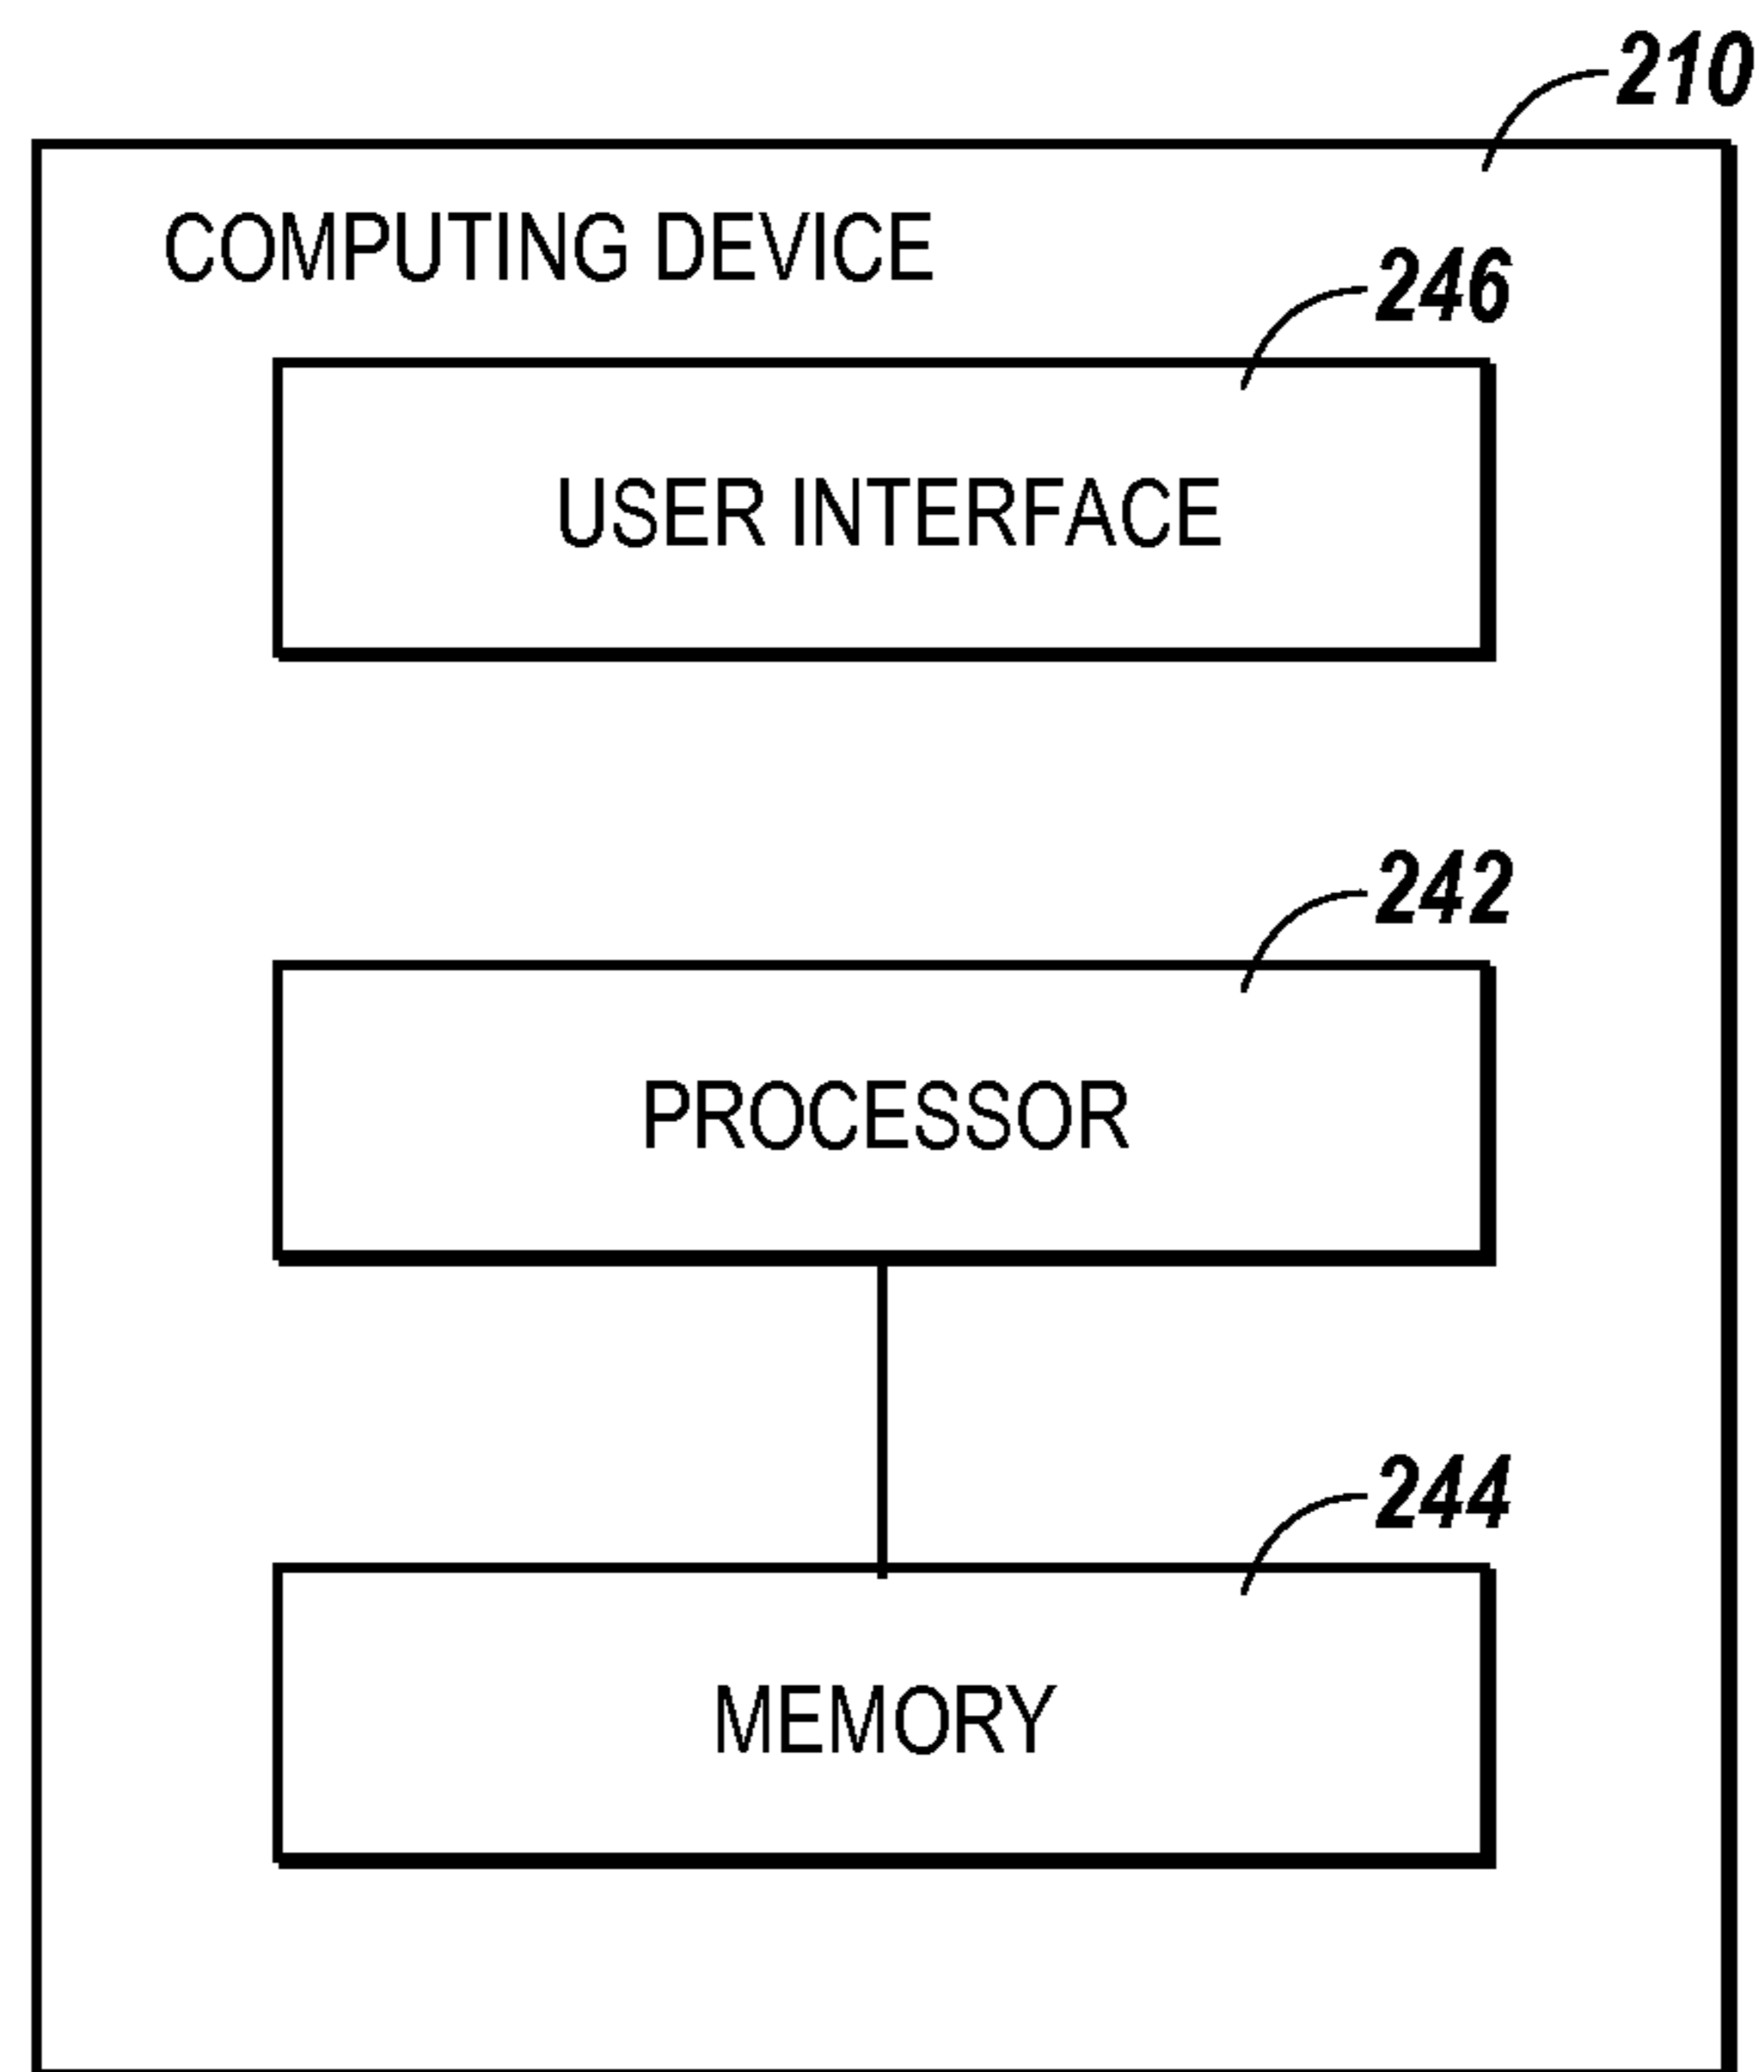 210
COMPUTING DEVICE
246
USER INTERFACE
242
PROCESSOR
244
MEMORY